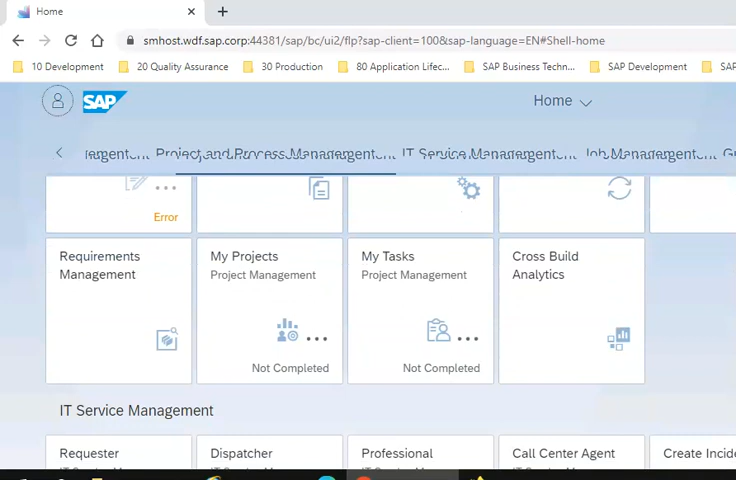 Home
smhost.wdf.sap.corp:44381/sap/bc/ui2/flp?sap-client=100&sap-language=EN#Shell-home
10 Development 20 Quality Assurance 30 Production 80 Application Lifec... SAP Business Techn... SAP Development SAP
SAP Home
Project and Process Management IT Service Management Job Management
Error
Requirements Management
My Projects
Project Management
Not Completed
My Tasks
Project Management
Not Completed
Cross Build Analytics
IT Service Management
Requester Dispatcher Professional Call Center Agent Create Incide